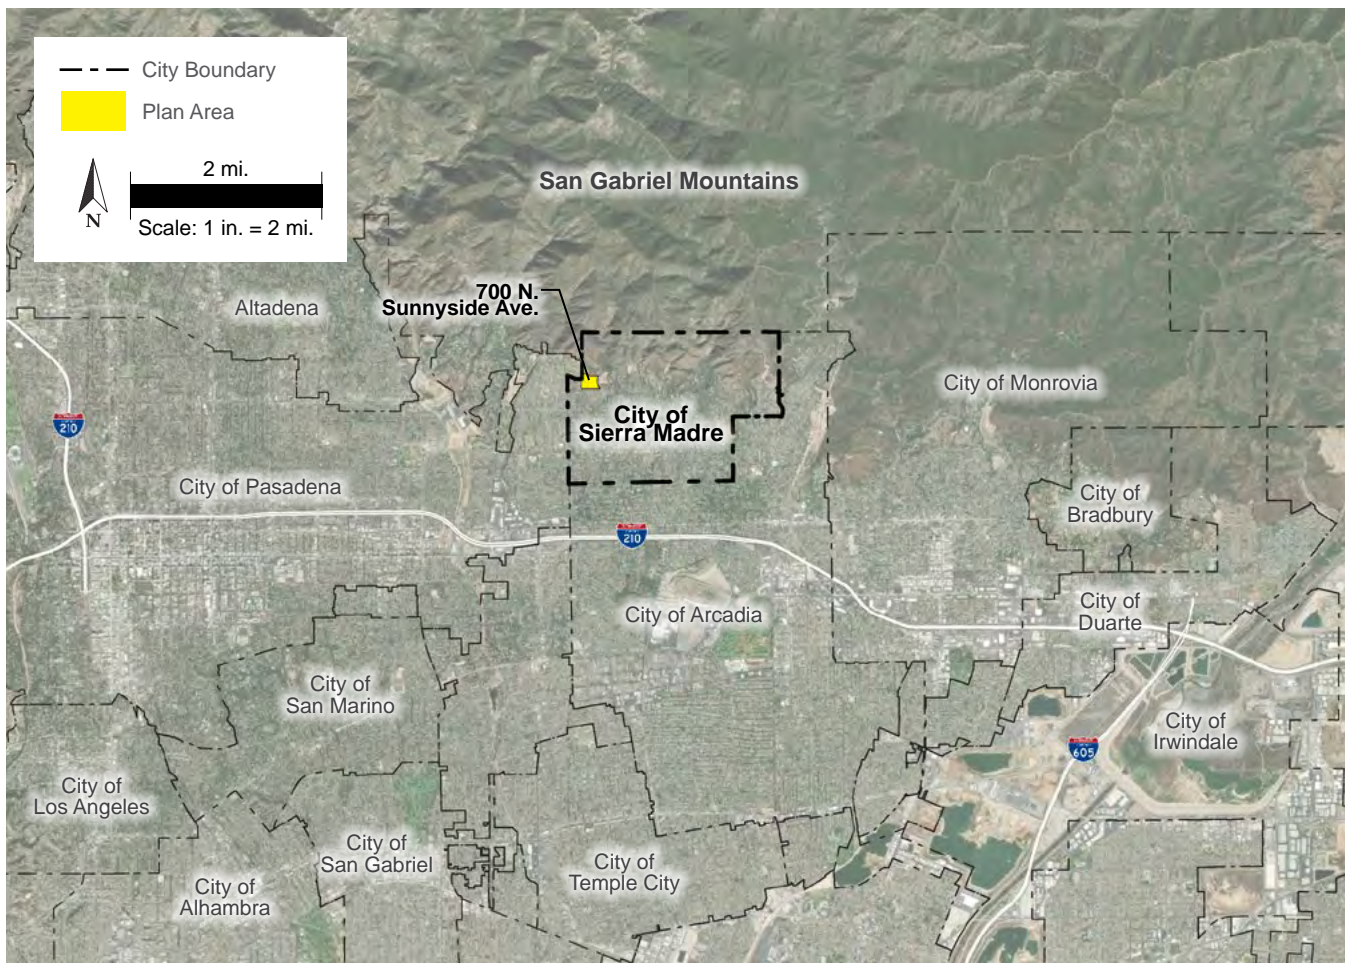 City Boundary
Plan Area
2 mi.
N
Scale: 1 in. = 2 mi.
San Gabriel Mountains
700 N.
Sunnyside Ave.
Altadena
City of Monrovia
City of
Sierra Madre
210
City of Pasadena
City of
Bradbury
210
City of Arcadia
City of
Duarte
City of
San Marino
City of
Irwindale
605
City of
Los Angeles
City of
San Gabriel
City of
Temple City
City of
Alhambra